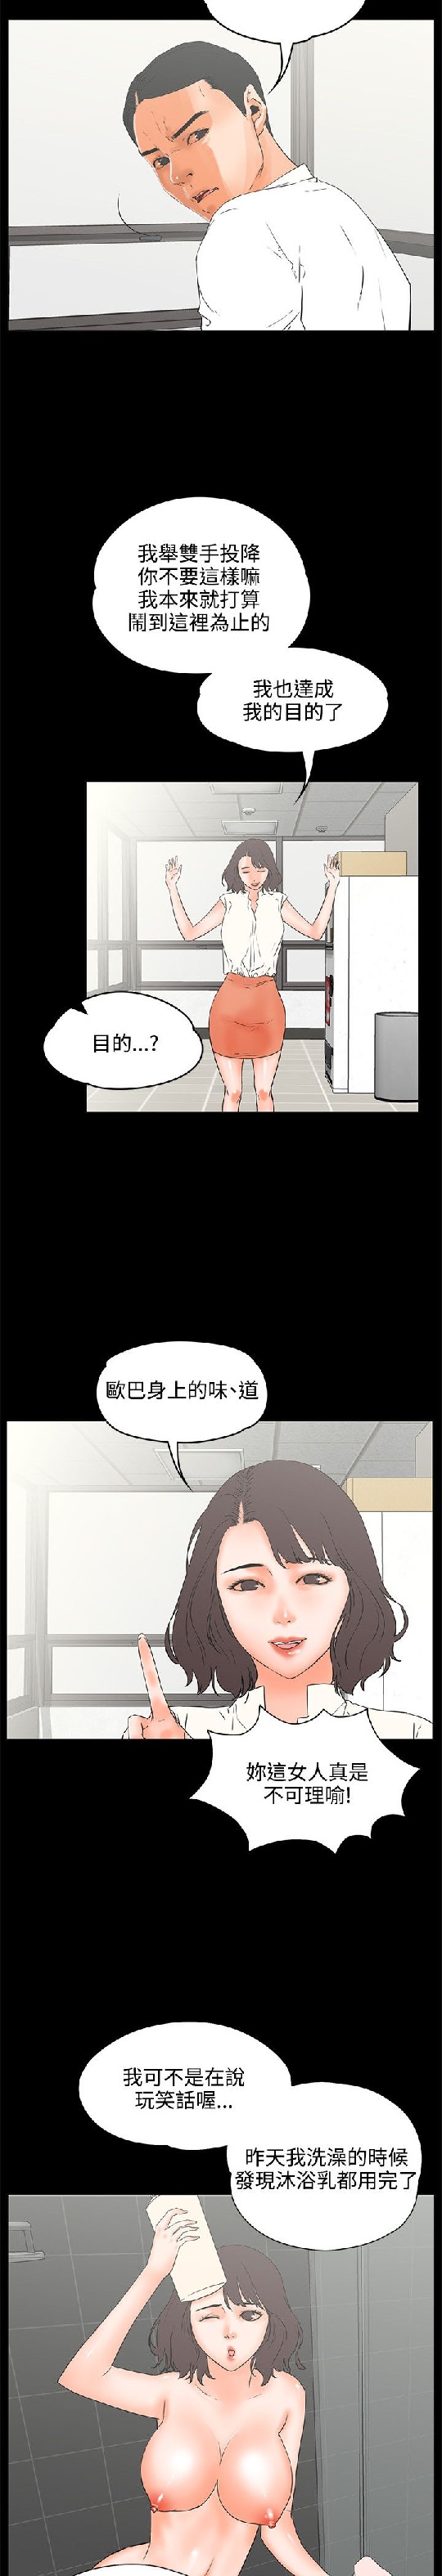 我舉雙手投降
你不要這樣嘛
我本來就打算
鬧到這裡為止的
我也達成
我的目的了
目的...?
歐巴身上的味、道
妳這女人真是
不可理喻!
我可不是在說
玩笑話喔...
昨天我洗澡的時候
發現沐浴乳都用完了